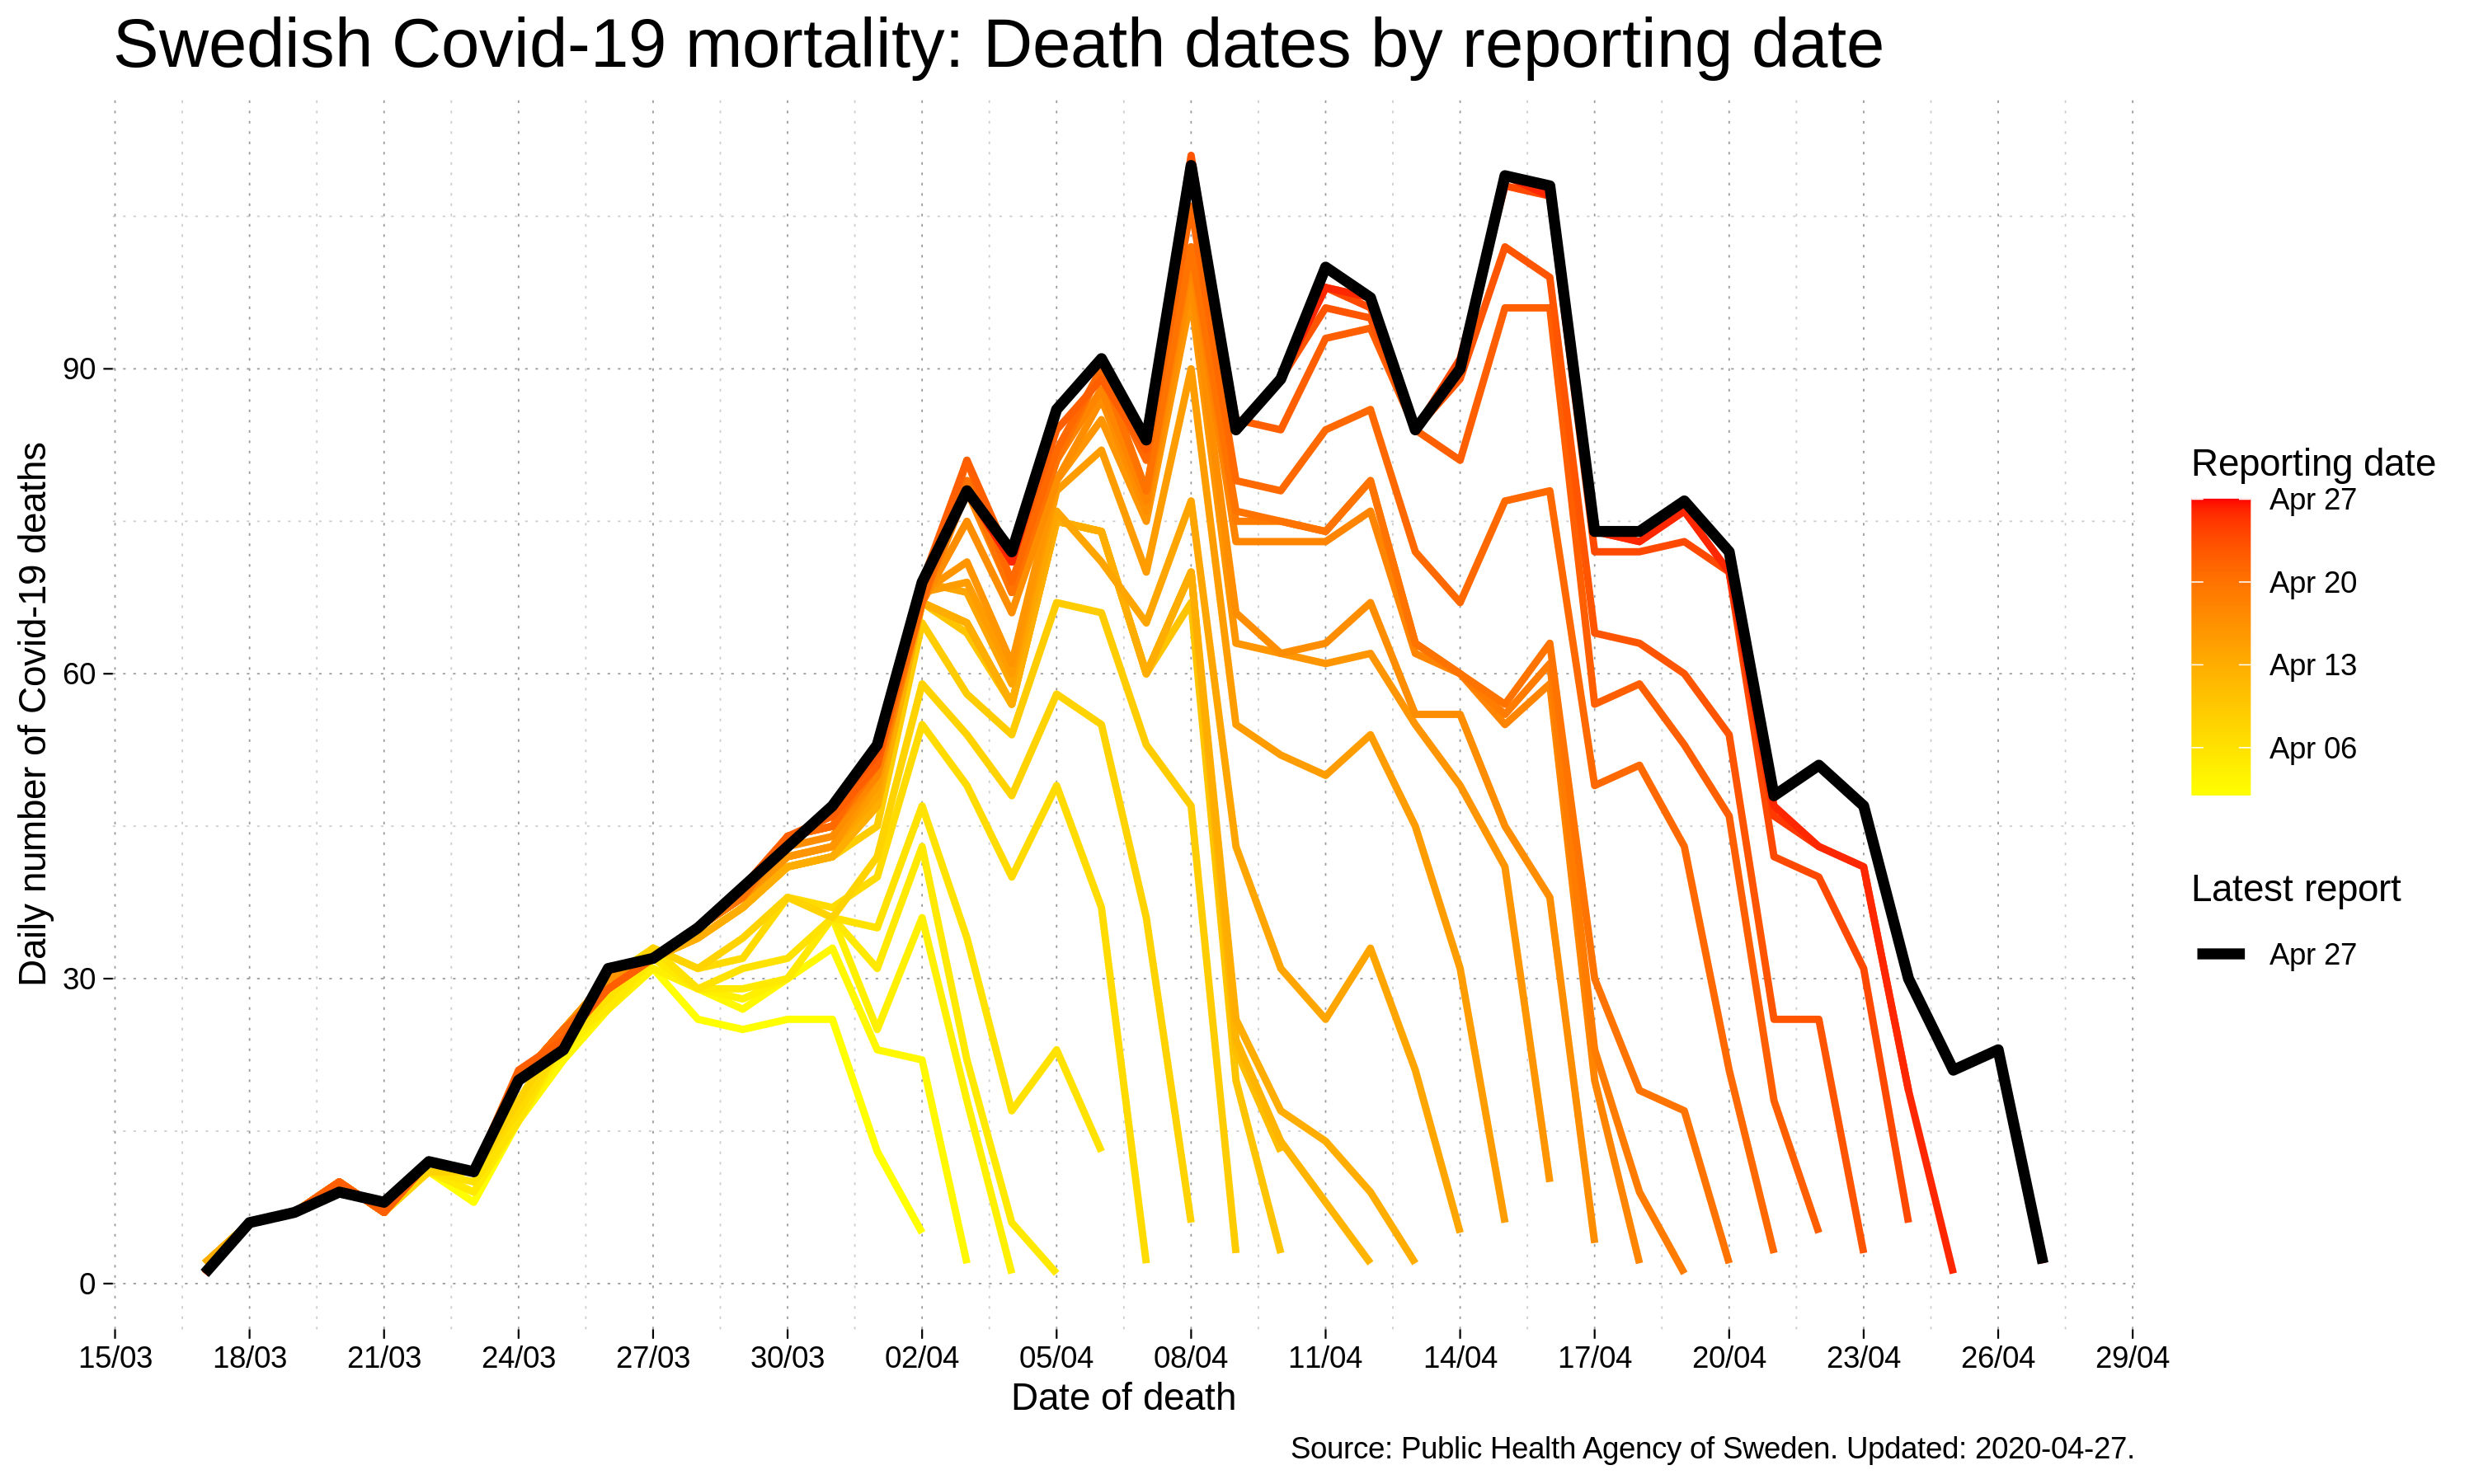 Swedish Covid-19 mortality: Death dates by reporting date
Daily number of Covid-19 deaths
90
60
30
0
15/03 18/03 21/03 24/03 27/03 30/03 02/04 05/04 08/04 11/04 14/04 17/04 20/04 23/04 26/04 29/04
Date of death
Reporting date
Apr 27
Apr 20
Apr 13
Apr 06
Latest report
Apr 27
Source: Public Health Agency of Sweden. Updated: 2020-04-27.